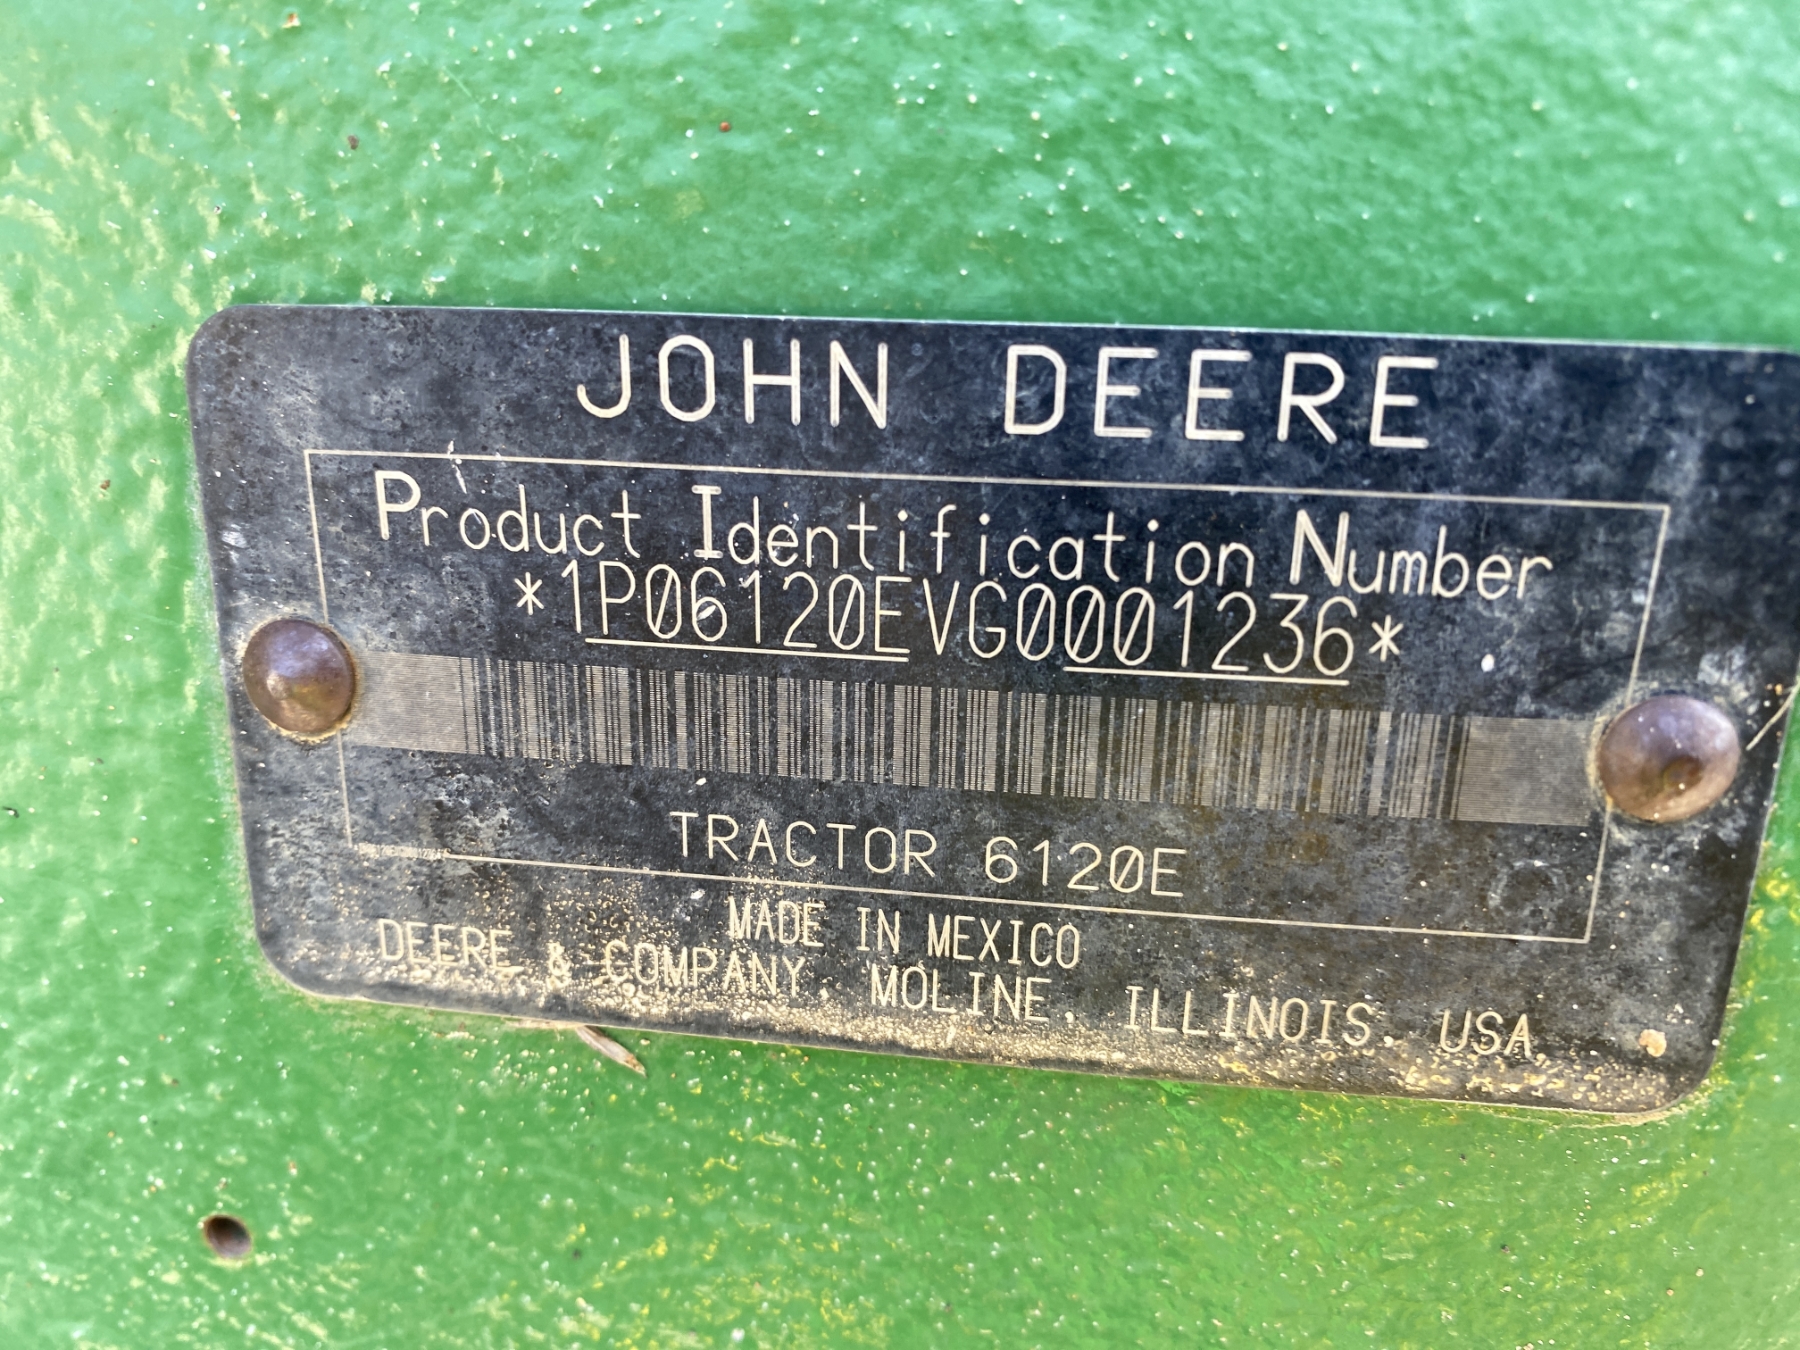 JOHN DEERE
Product Identification Number
*1P06120EVG0001236*
TRACTOR 6120E
MADE IN MEXICO
DEERE & COMPANY, MOLINE, ILLINOIS, USA